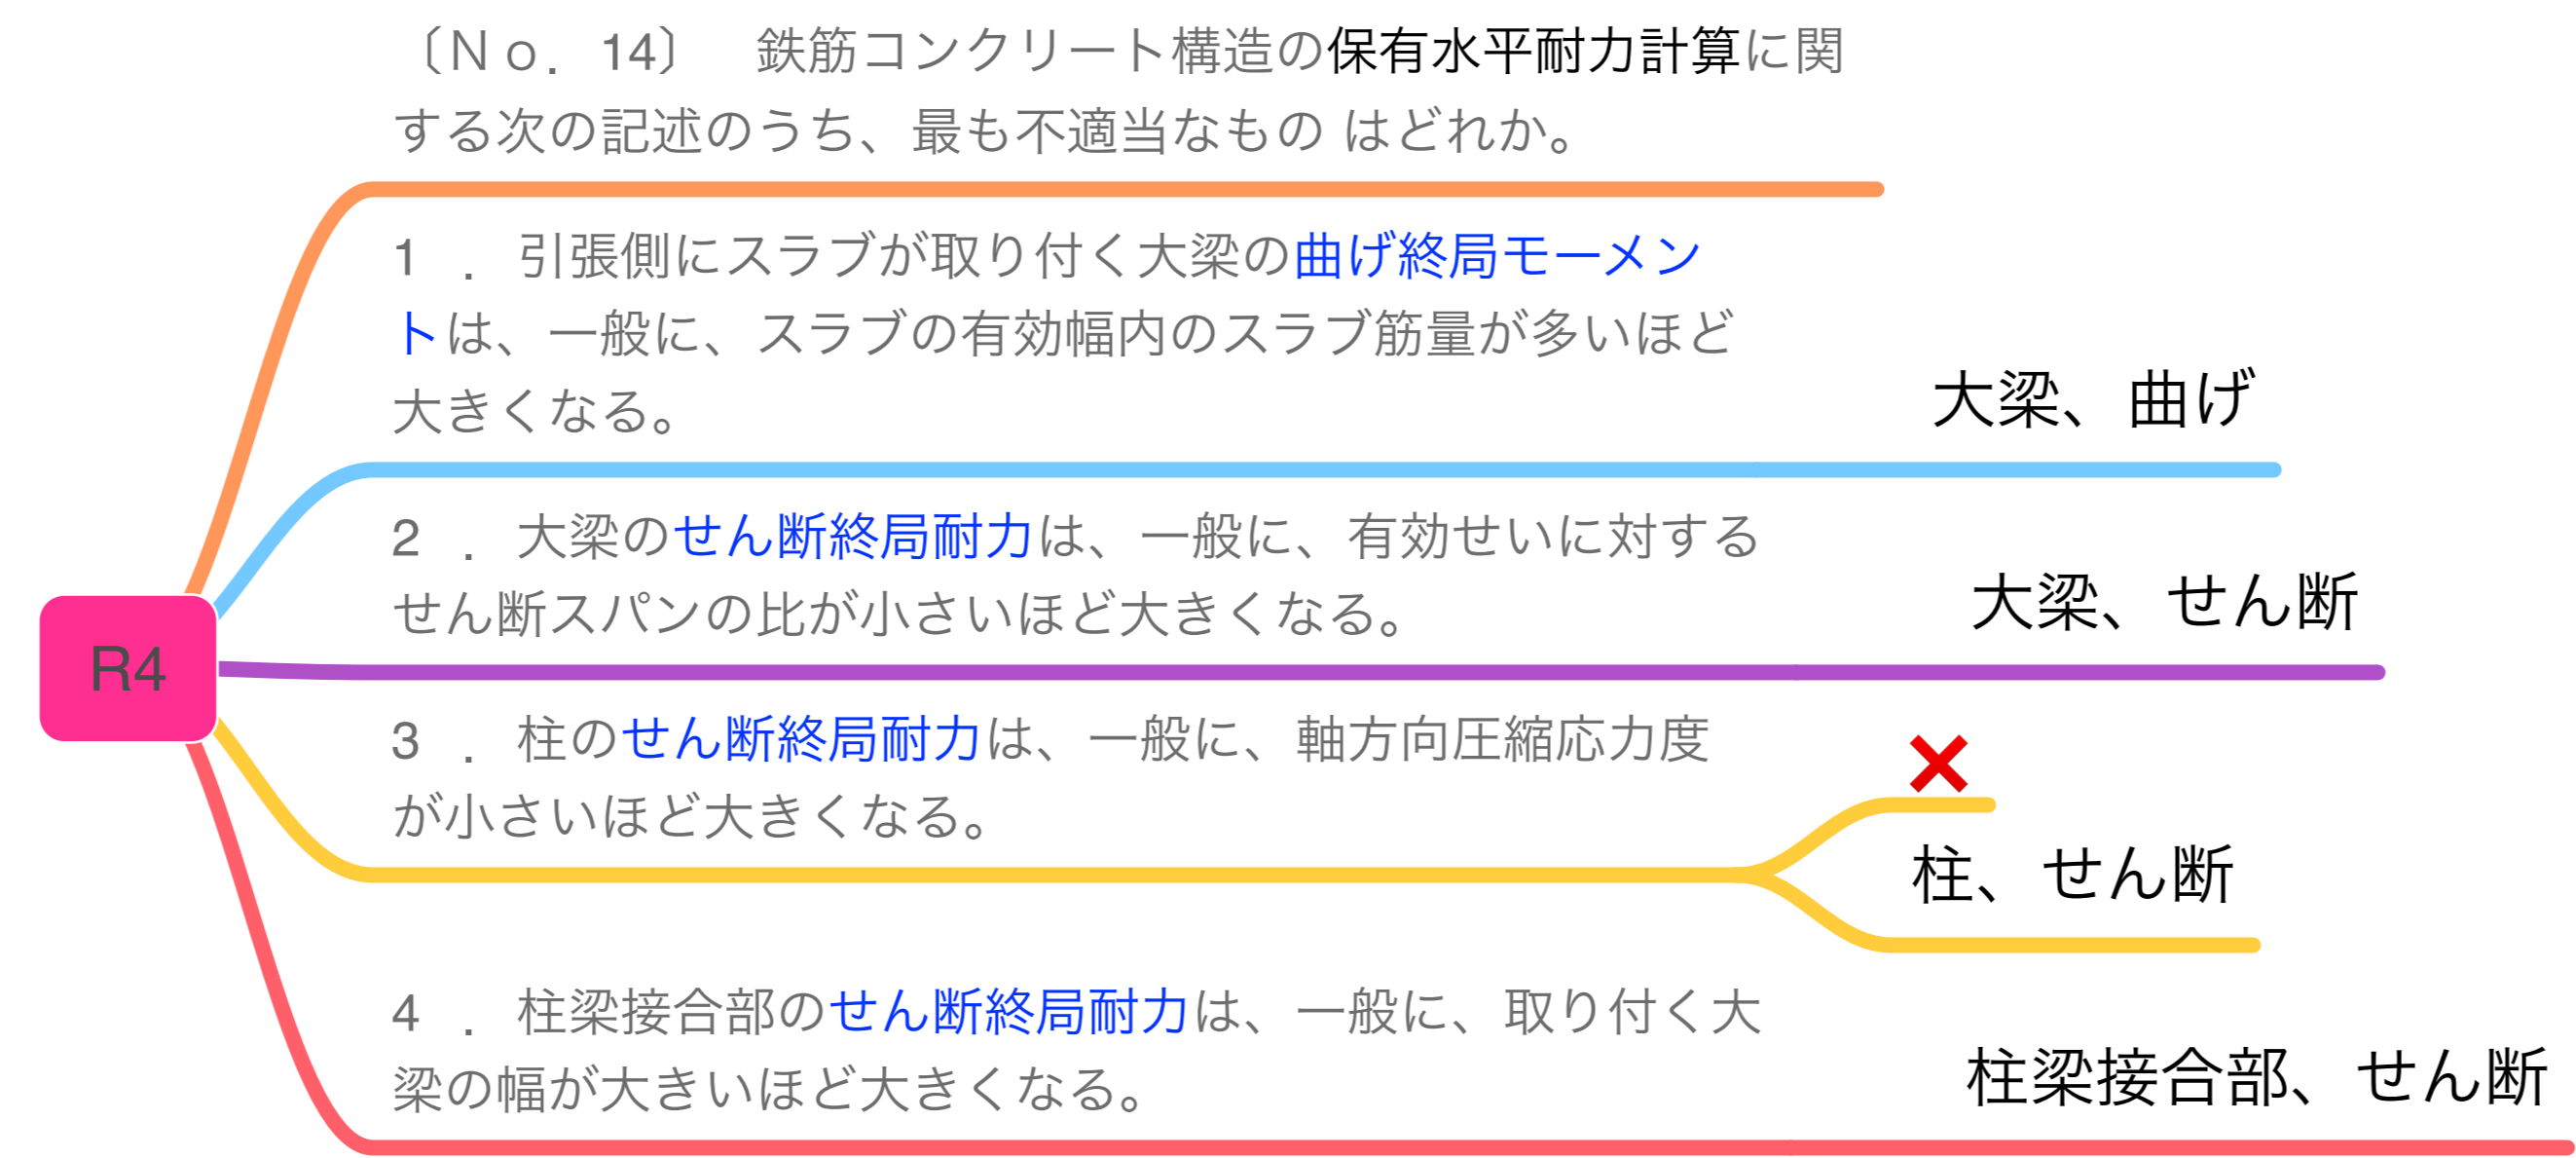 〔Ｎｏ．14〕　鉄筋コンクリート構造の保有水平耐力計算に関
する次の記述のうち、最も不適当なもの はどれか。
1 ．引張側にスラブが取り付く大梁の曲げ終局モーメン
トは、一般に、スラブの有効幅内のスラブ筋量が多いほど
大きくなる。
大梁、曲げ
2 ．大梁のせん断終局耐力は、一般に、有効せいに対する
せん断スパンの比が小さいほど大きくなる。
大梁、せん断
R4
3 ．柱のせん断終局耐力は、一般に、軸方向圧縮応力度
が小さいほど大きくなる。
❌
柱、せん断
4 ．柱梁接合部のせん断終局耐力は、一般に、取り付く大
梁の幅が大きいほど大きくなる。
柱梁接合部、せん断